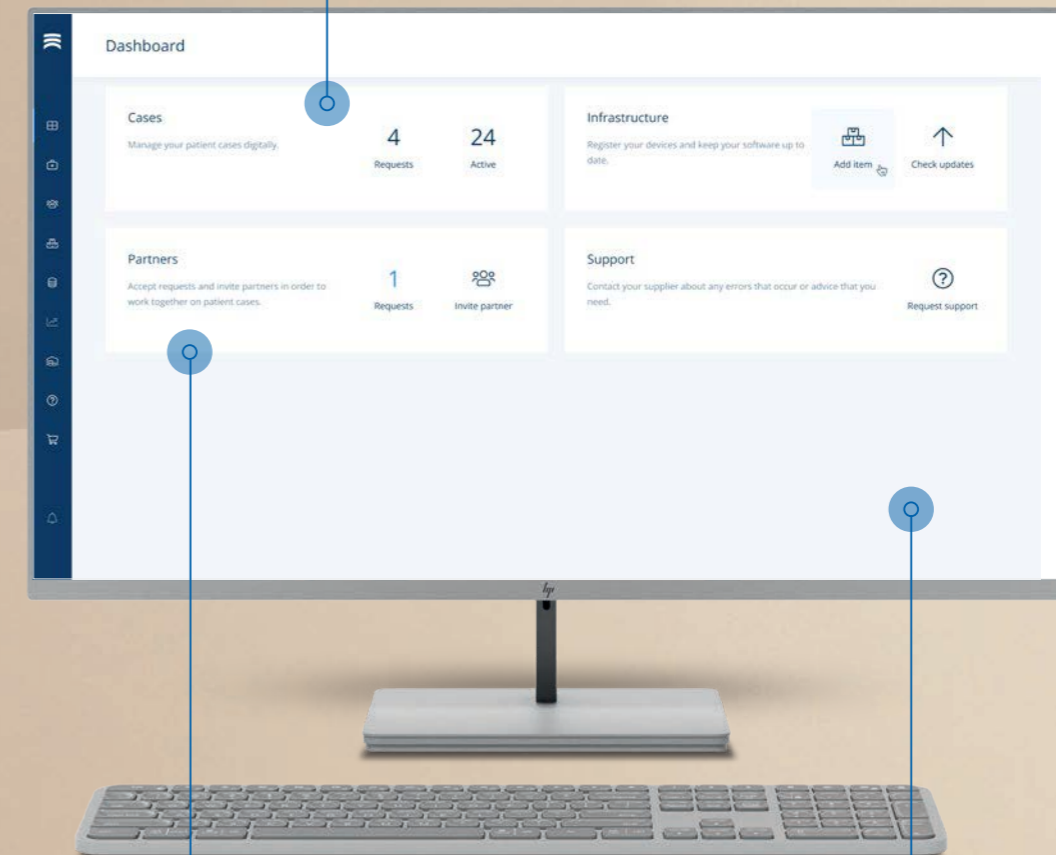 Dashboard
Cases
Manage your patient cases digitally.
4
Requests
24
Active
Infrastructure
Register your devices and keep your software up to
date.
Add item
Check updates
Partners
Accept requests and invite partners in order to
work together on patient cases.
1
Requests
Invite partner
Support
Contact your supplier about any errors that occur or advice that you
need.
Request support
hp